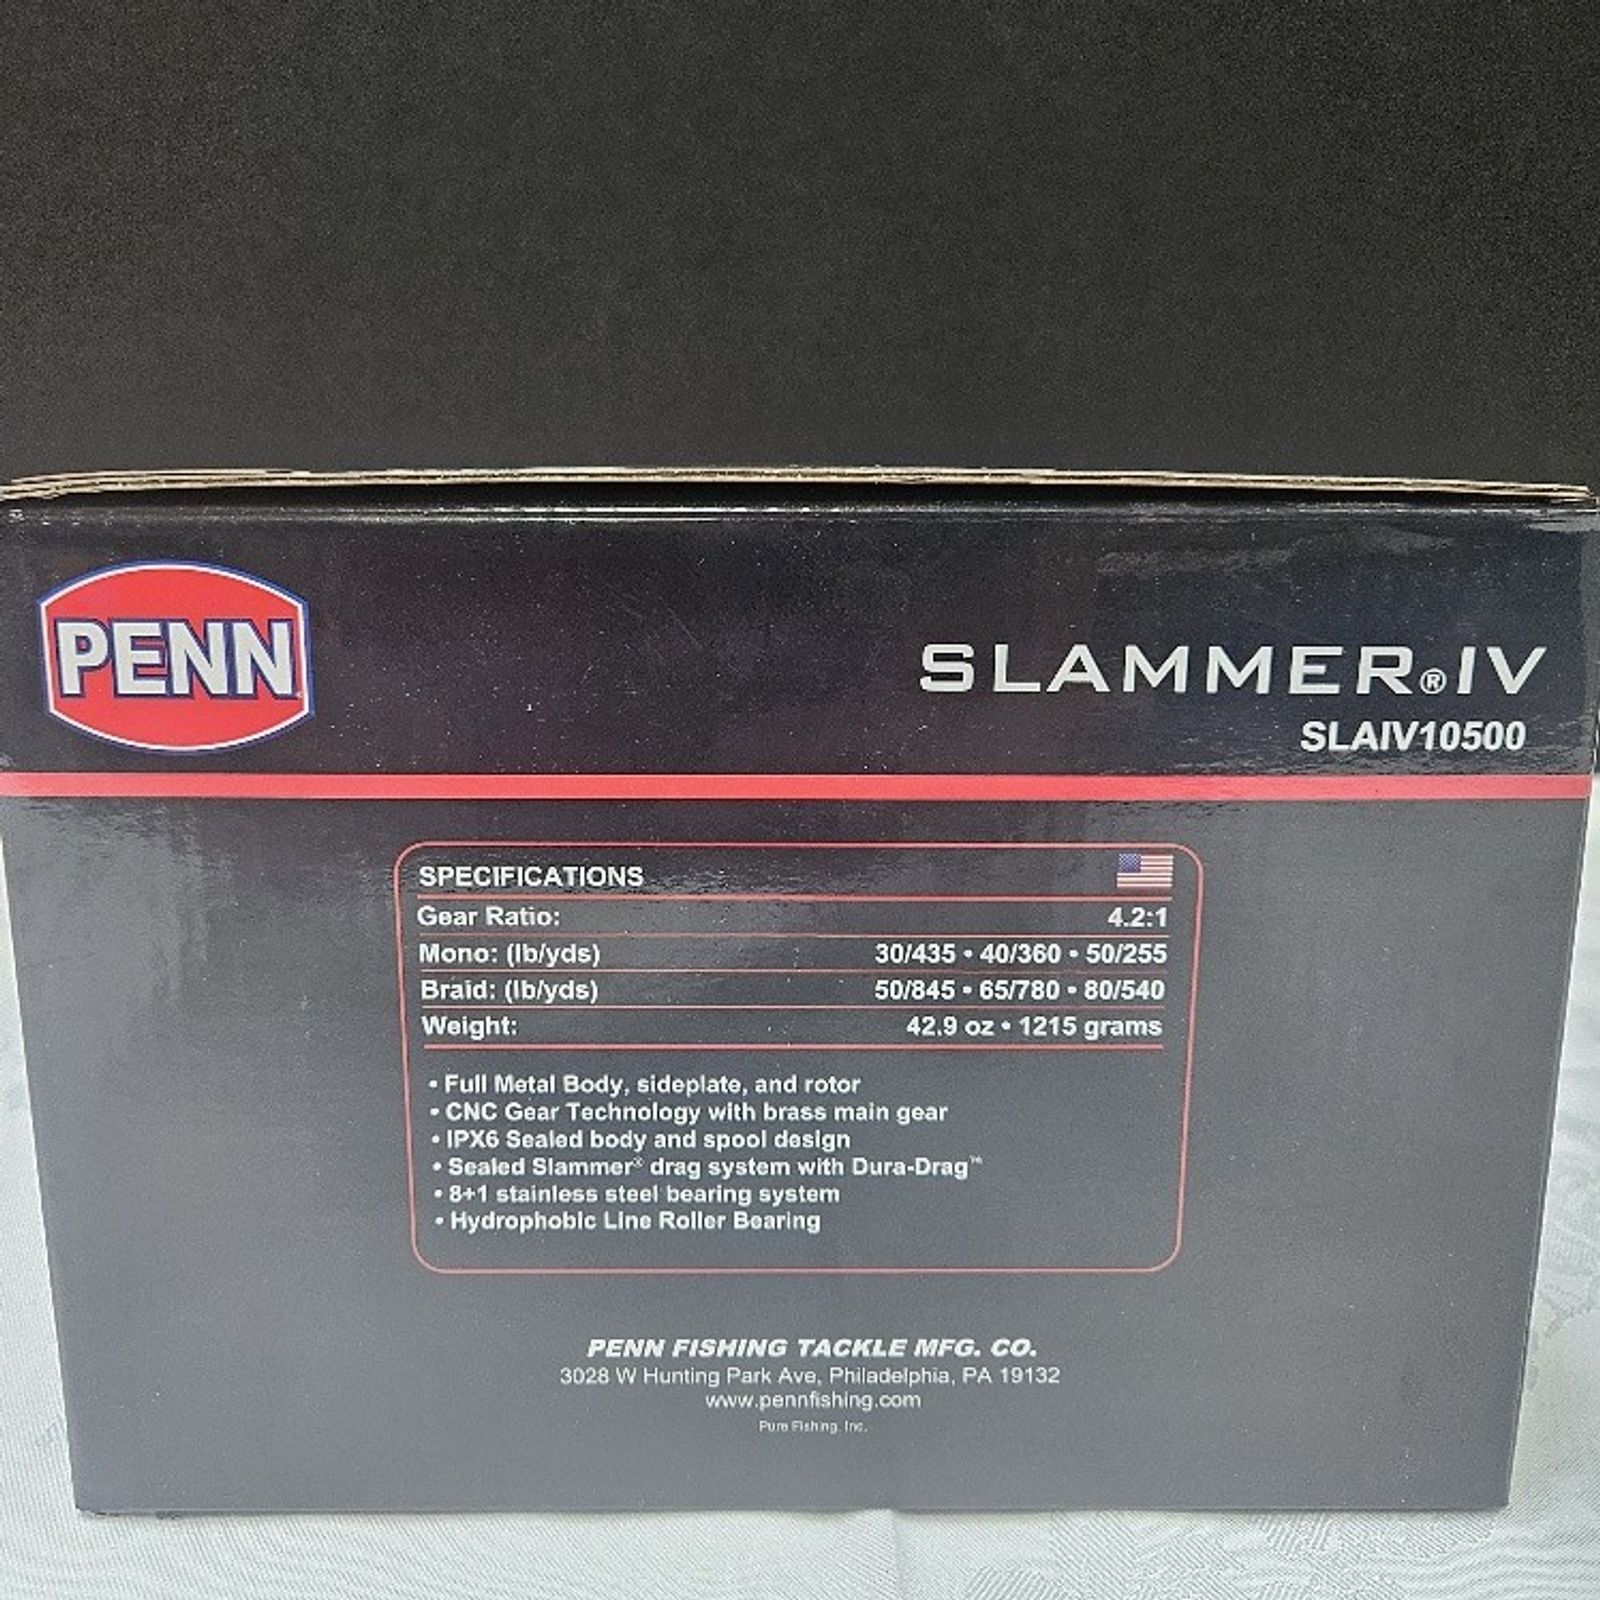 PENN
SLAMMER®IV
SLAIV10500
SPECIFICATIONS
Gear Ratio: 4.2:1
Mono: (lb/yds) 30/435 • 40/360 • 50/255
Braid: (lb/yds) 50/845 • 65/780 • 80/540
Weight: 42.9 oz • 1215 grams
• Full Metal Body, sideplate, and rotor
• CNC Gear Technology with brass main gear
• IPX6 Sealed body and spool design
• Sealed Slammer® drag system with Dura-Drag™
• 8+1 stainless steel bearing system
• Hydrophobic Line Roller Bearing
PENN FISHING TACKLE MFG. CO.
3028 W Hunting Park Ave, Philadelphia, PA 19132
www.pennfishing.com
Pure Fishing, Inc.